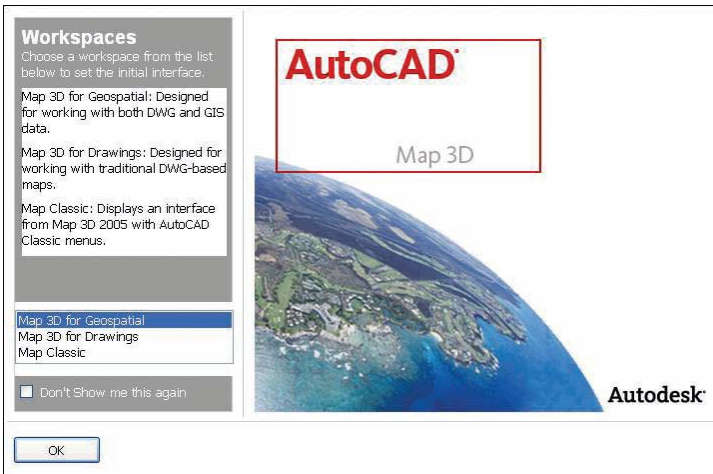 Workspaces
Choose a workspace from the list
below to set the initial interface.
Map 3D for Geospatial: Designed
for working with both DWG and GIS
data.
Map 3D for Drawings: Designed for
working with traditional DWG-based
maps.
Map Classic: Displays an interface
from Map 3D 2005 with AutoCAD
Classic menus.
Map 3D for Geospatial
Map 3D for Drawings
Map Classic
Don't Show me this again
OK
AutoCAD
Map 3D
Autodesk